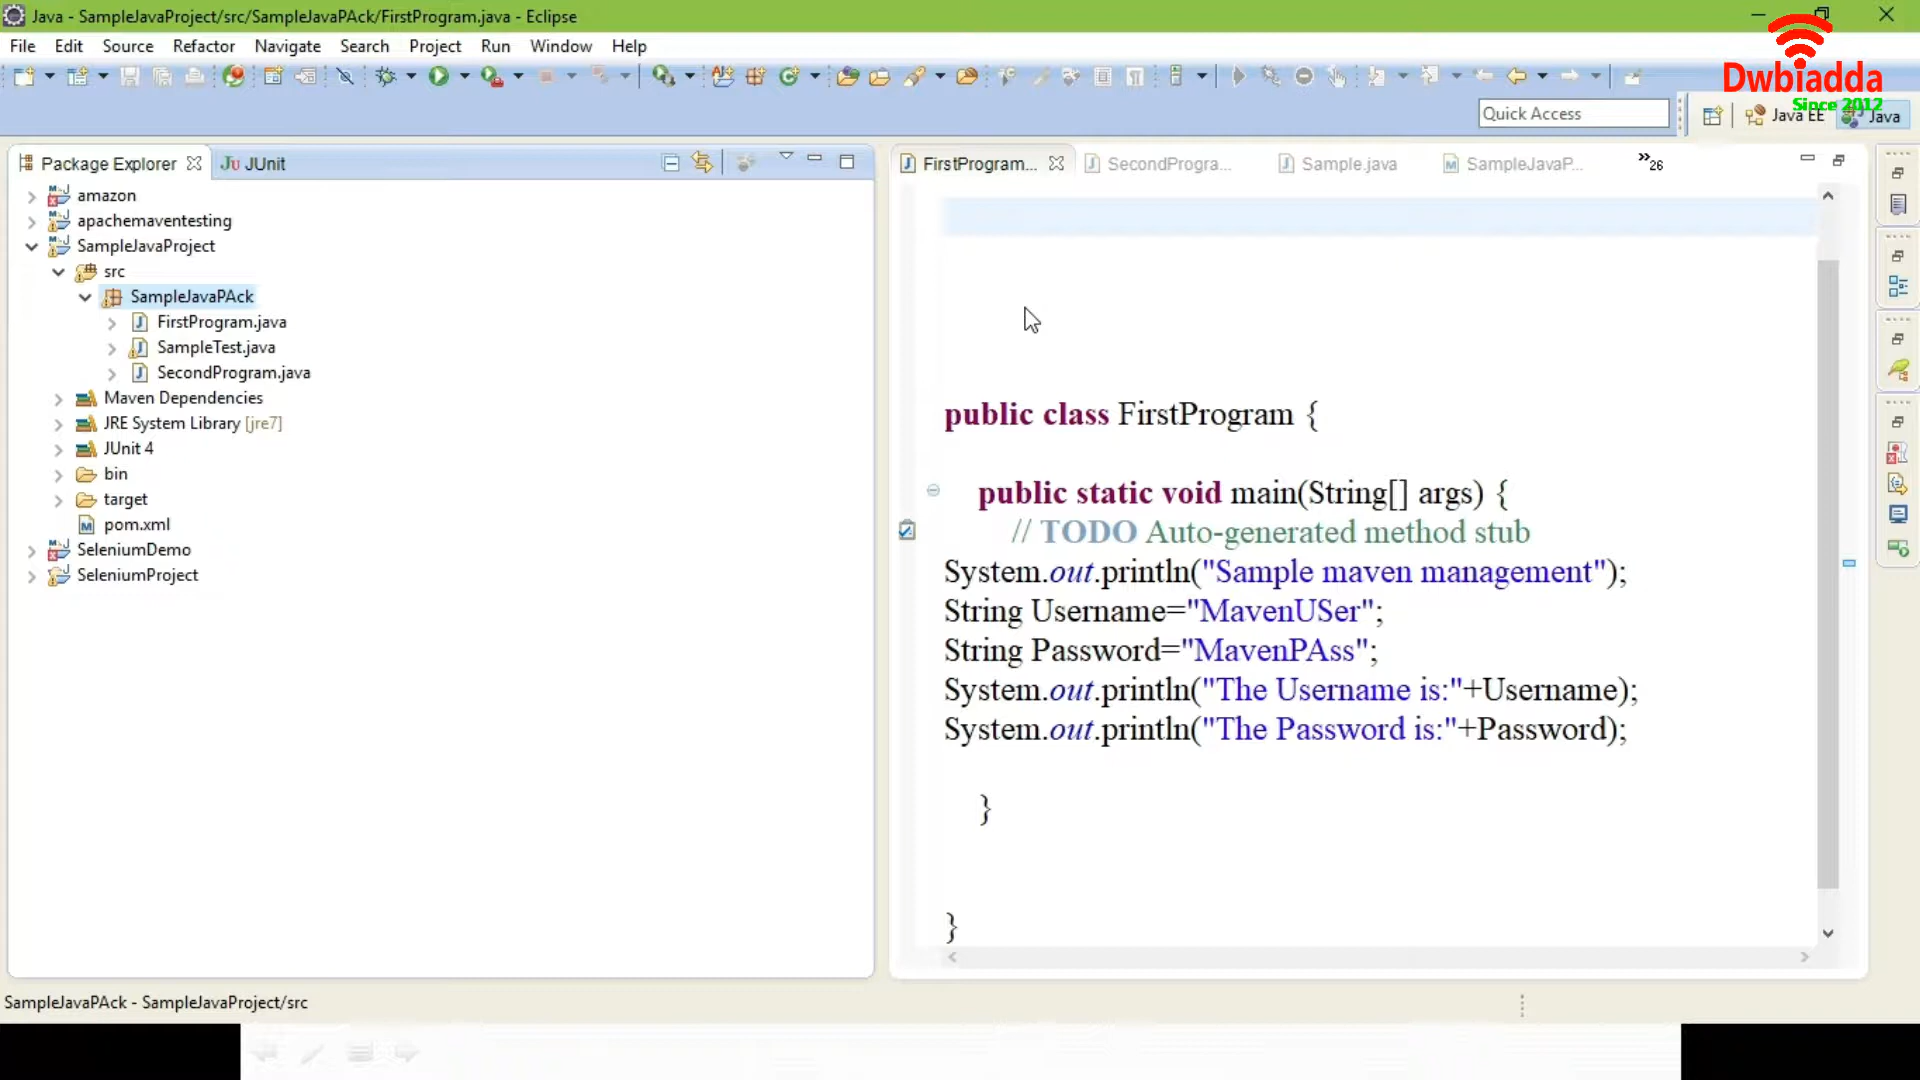 Java - SampleJavaProject/src/SampleJavaPAck/FirstProgram.java - Eclipse
File Edit Source Refactor Navigate Search Project Run Window Help
Dwbiadda
Since 2012
Quick Access
Java EE
Java
Package Explorer
JUnit
FirstProgram...
SecondProgra...
Sample.java
SampleJavaP...
»26
amazon
apachemaventesting
SampleJavaProject
src
SampleJavaPAck
FirstProgram.java
SampleTest.java
SecondProgram.java
Maven Dependencies
JRE System Library [jre7]
JUnit 4
bin
target
pom.xml
SeleniumDemo
SeleniumProject
public class FirstProgram {
public static void main(String[] args) {
// TODO Auto-generated method stub
System.out.println("Sample maven management");
String Username="MavenUSer";
String Password="MavenPAss";
System.out.println("The Username is:"+Username);
System.out.println("The Password is:"+Password);
}
}
SampleJavaPAck - SampleJavaProject/src